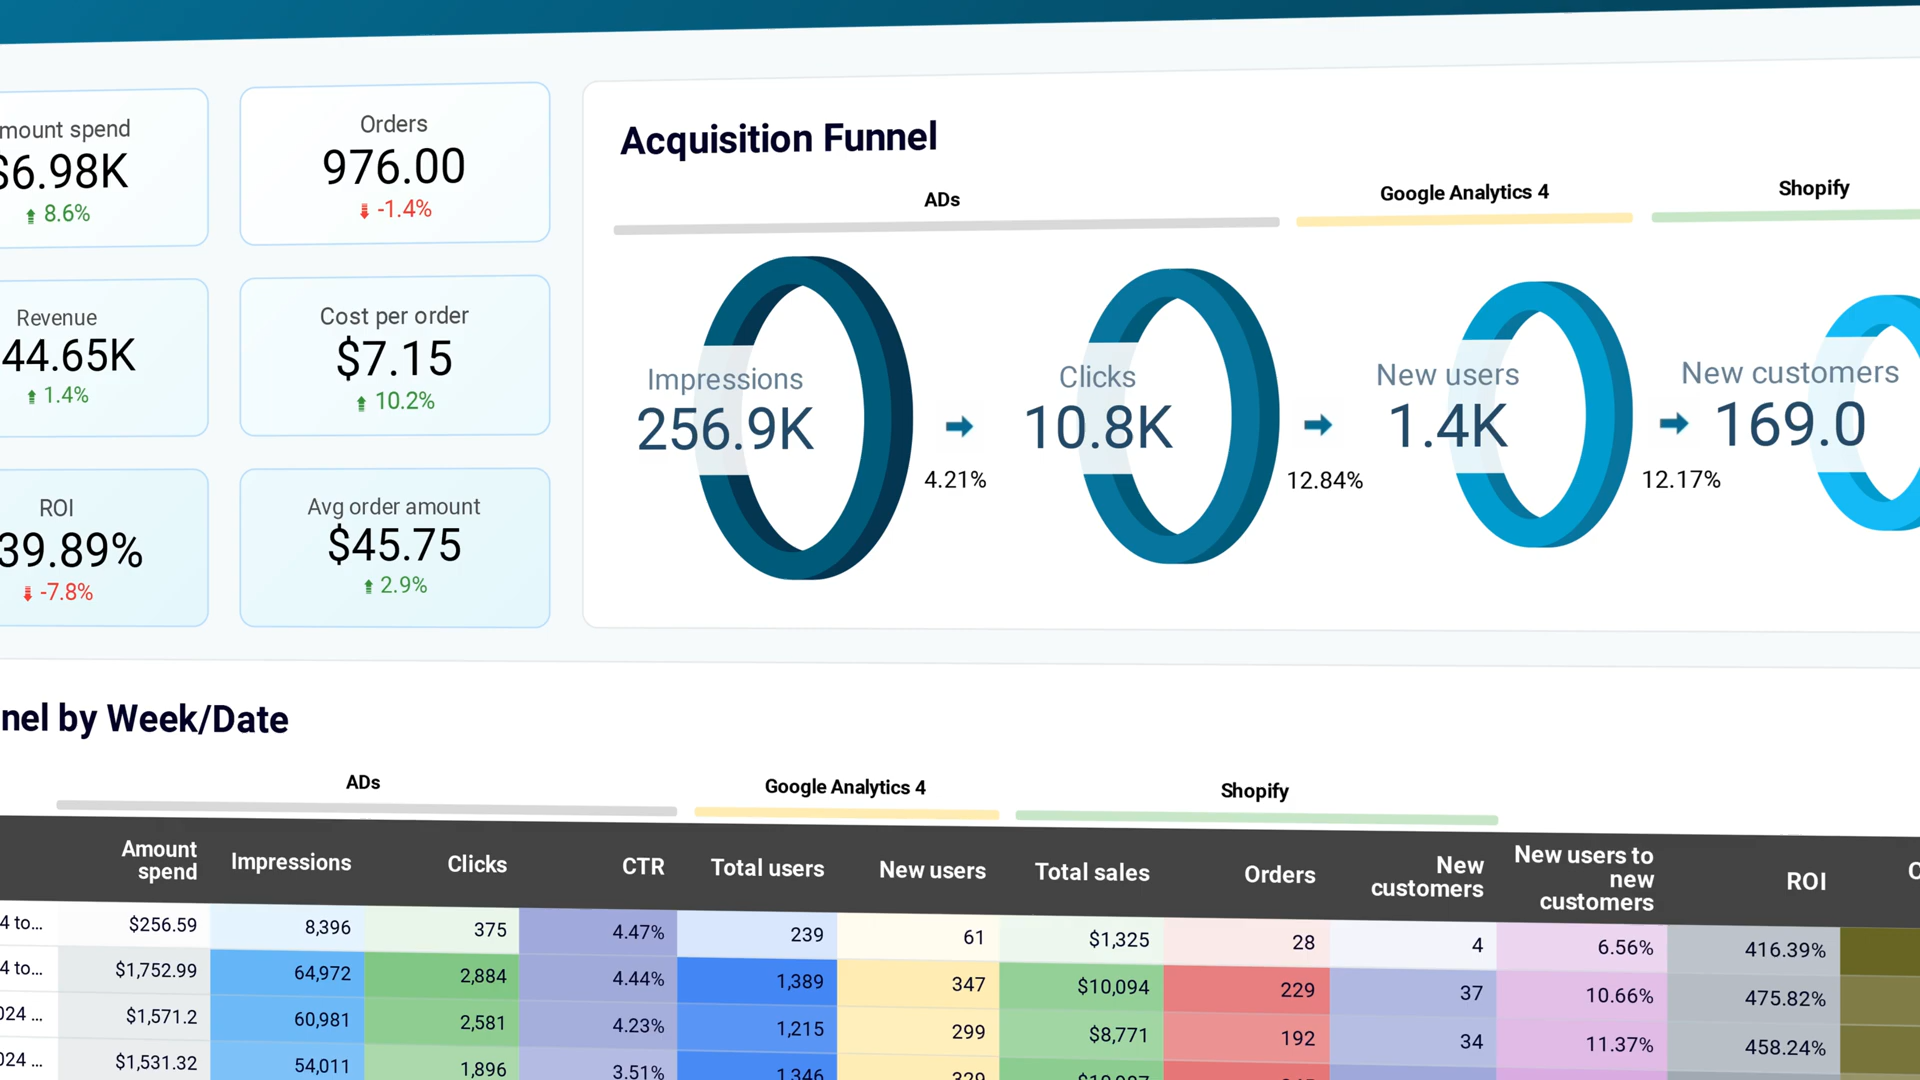 mount spend
$6.98K
8.6%
Orders
976.00
-1.4%
Revenue
44.65K
1.4%
Cost per order
$7.15
10.2%
ROI
39.89%
-7.8%
Avg order amount
$45.75
2.9%
Acquisition Funnel
ADs
Google Analytics 4
Shopify
Impressions
256.9K
4.21%
Clicks
10.8K
12.84%
New users
1.4K
12.17%
New customers
169.0
nel by Week/Date
ADs
Google Analytics 4
Shopify
Amount spend Impressions Clicks CTR Total users New users Total sales Orders New customers New users to new customers ROI
4 to... $256.59 8,396 375 4.47% 239 61 $1,325 28 4 6.56% 416.39%
4 to... $1,752.99 64,972 2,884 4.44% 1,389 347 $10,094 229 37 10.66% 475.82%
024 ... $1,571.2 60,981 2,581 4.23% 1,215 299 $8,771 192 34 11.37% 458.24%
024 ... $1,531.32 54,011 1,896 3.51% 1,346 329